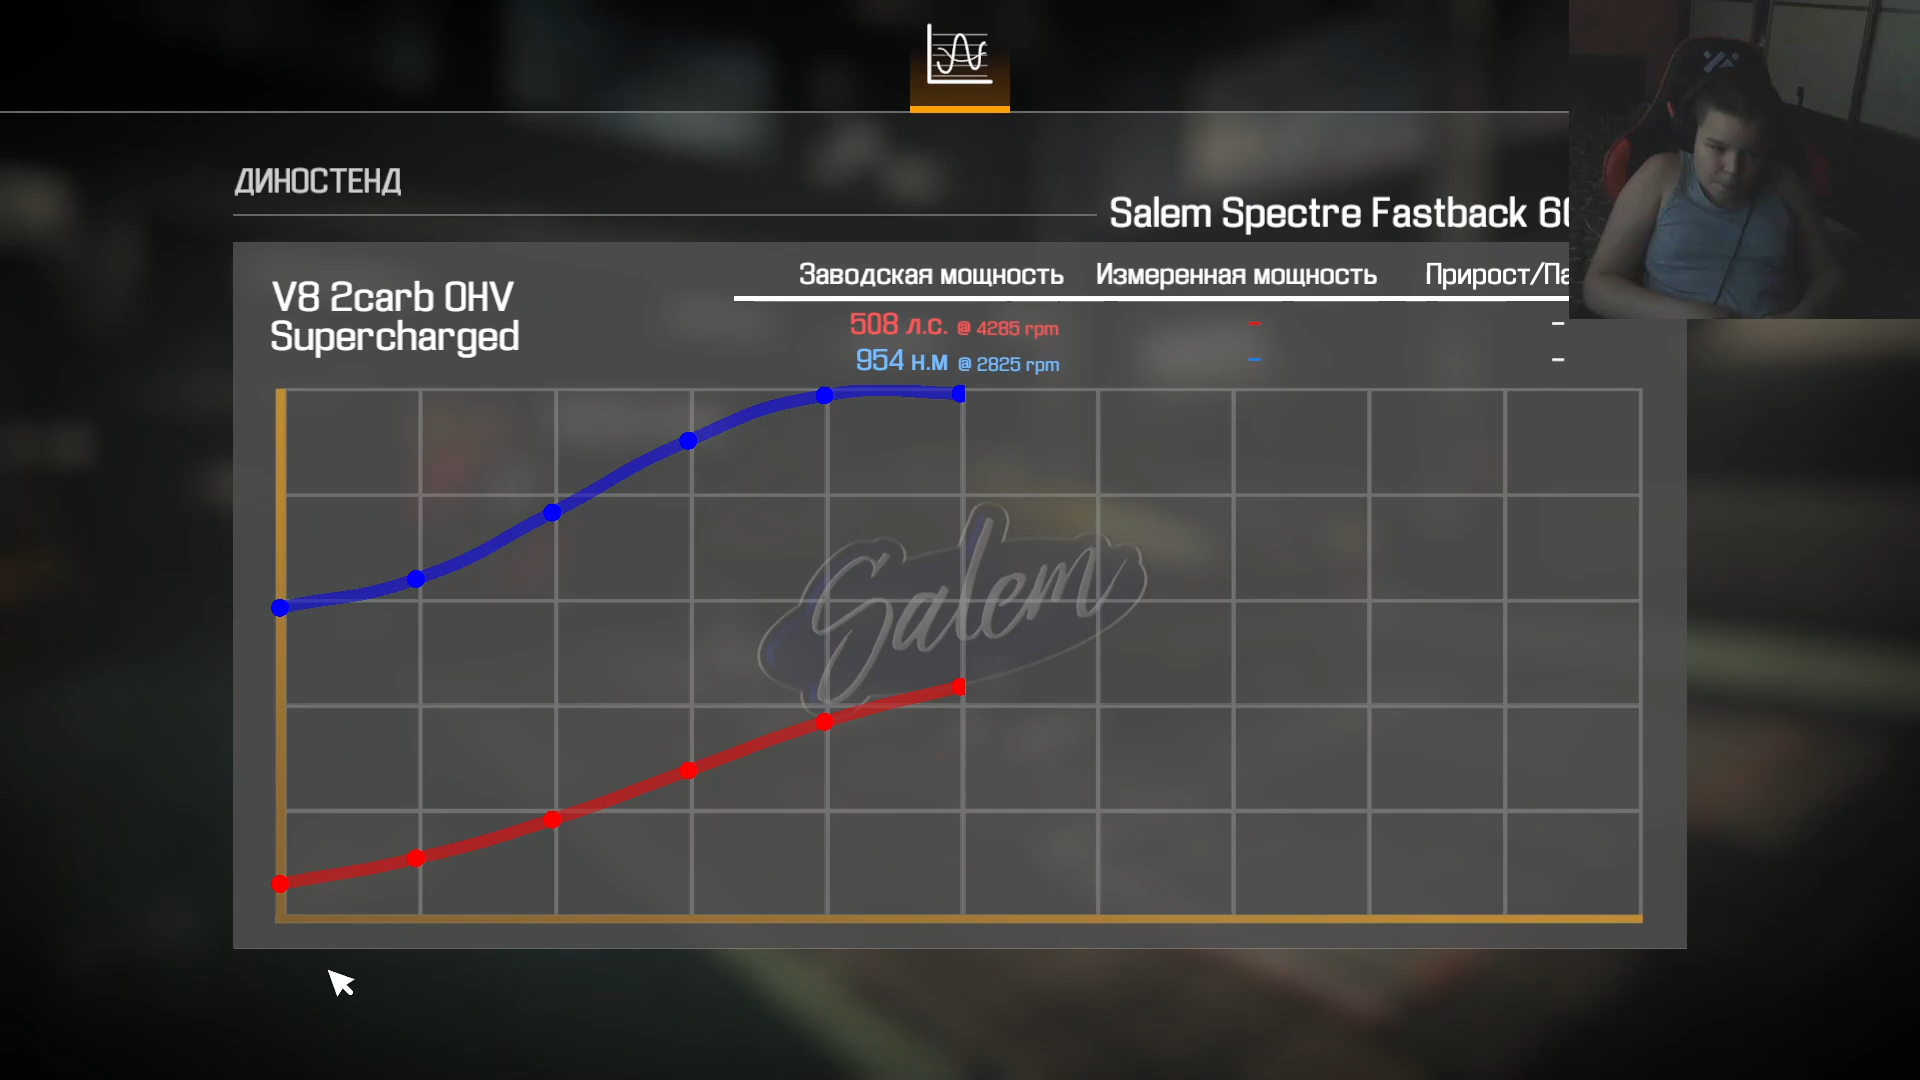 ДИНОСТЕНД
Salem Spectre Fastback
V8 2carb OHV
Supercharged
Заводская мощность Измеренная мощность Прирост/
508 л.с. @ 4285 rpm - -
954 н.м @ 2825 rpm - -
Salem